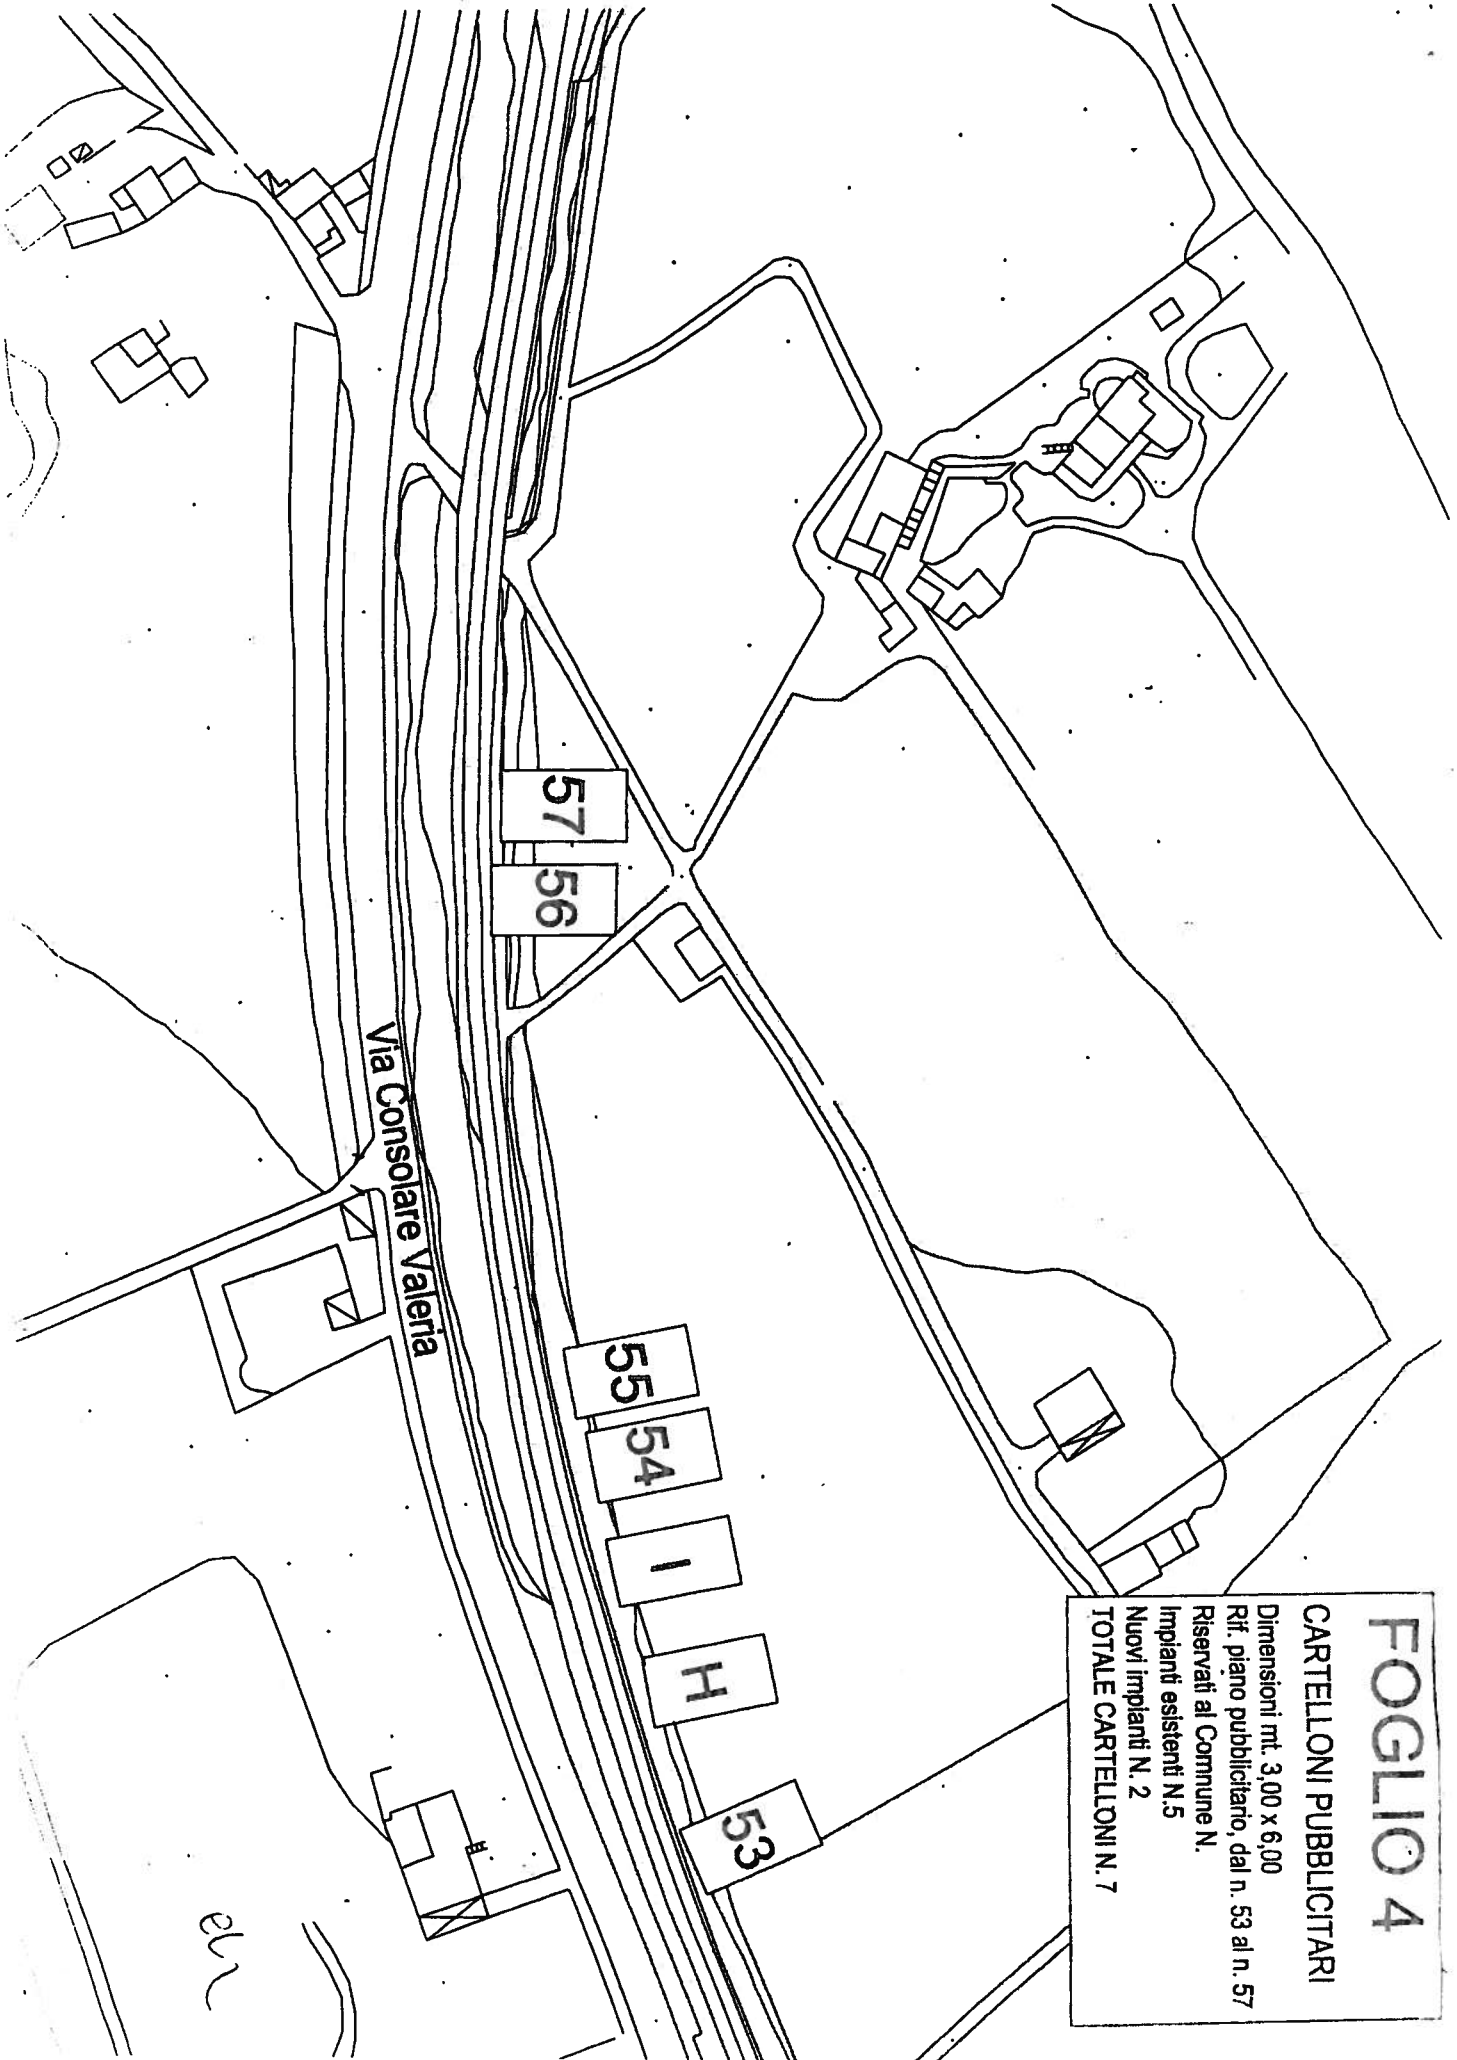 FOGLIO 4
CARTELLONI PUBBLICITARI
Dimensioni mt. 3,00 x 6,00
Rif. piano pubblicitario, dal n. 53 al n. 57
Riservati al Comnune N.
Impianti esistenti N.5
Nuovi impianti N. 2
TOTALE CARTELLONI N. 7
57
56
55
54
I
H
53
Via Consolare Valeria